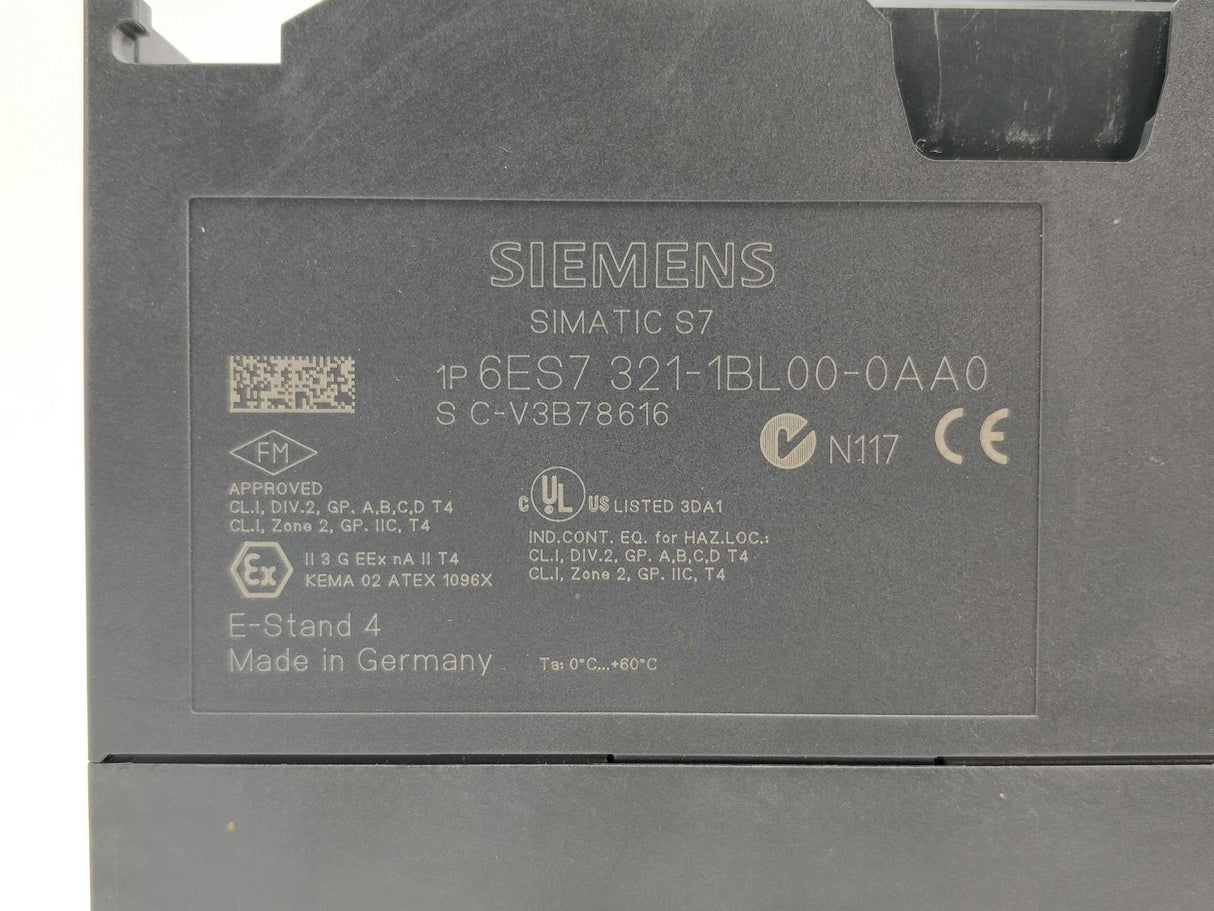 SIEMENS
SIMATIC S7
1P 6ES7 321-1BL00-0AA0
S C-V3B78616
N117 CE
FM
APPROVED
CL.I, DIV.2, GP. A,B,C,D T4
CL.I, Zone 2, GP. IIC, T4
C UL US LISTED 3DA1
IND.CONT. EQ. for HAZ.LOC.:
CL.I, DIV.2, GP. A,B,C,D T4
CL.I, Zone 2, GP. IIC, T4
Ex II 3 G EEx nA II T4
KEMA 02 ATEX 1096X
E-Stand 4
Made in Germany
Ta: 0°C...+60°C